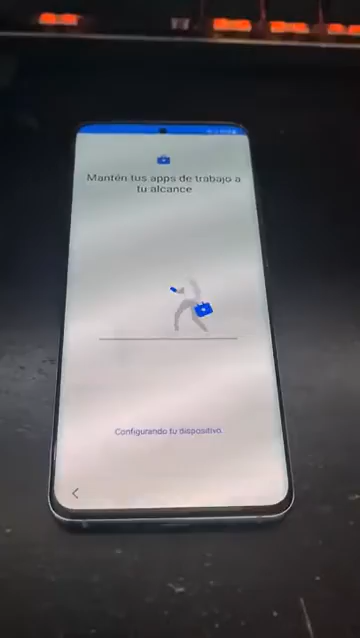 Mantén tus apps de trabajo a
tu alcance
Configurando tu dispositivo.